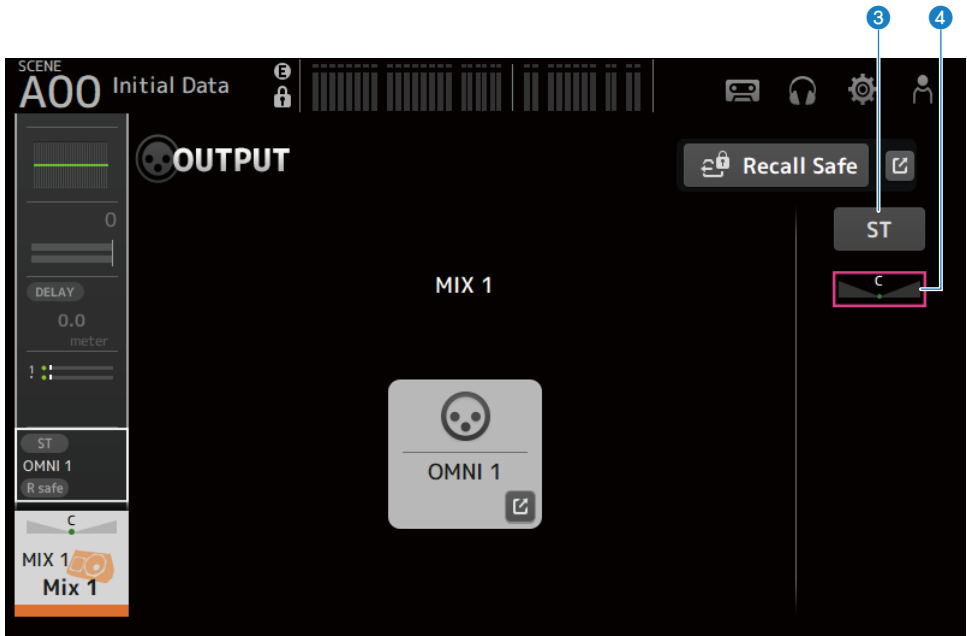 3 4
SCENE
A00 Initial Data
E
OUTPUT
Recall Safe
0
ST
C
DELAY
MIX 1
0.0
meter
!
ST
OMNI 1
OMNI 1
R safe
C
MIX 1
Mix 1